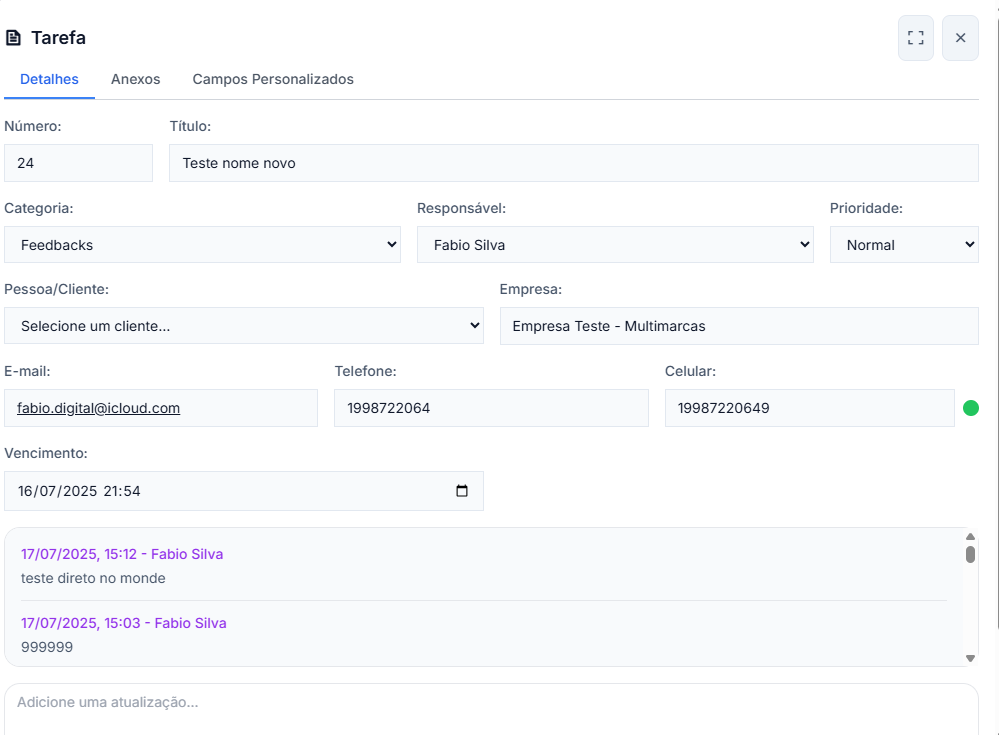 Tarefa
Detalhes Anexos Campos Personalizados
Número: Título:
24 Teste nome novo
Categoria: Responsável: Prioridade:
Feedbacks Fabio Silva Normal
Pessoa/Cliente: Empresa:
Selecione um cliente... Empresa Teste - Multimarcas
E-mail: Telefone: Celular:
fabio.digital@icloud.com 1998722064 19987220649
Vencimento:
16/07/2025 21:54
17/07/2025, 15:12 - Fabio Silva
teste direto no monde
17/07/2025, 15:03 - Fabio Silva
999999
Adicione uma atualização...